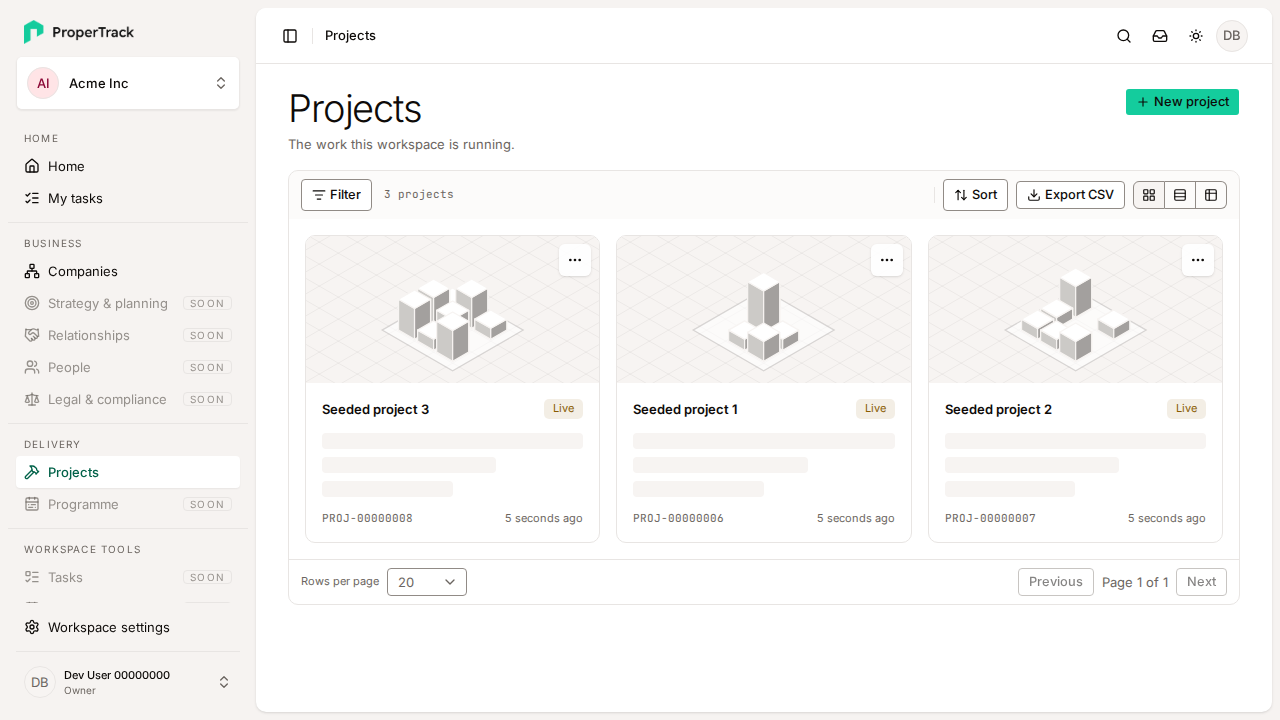 ProperTrack
AI
Acme Inc
HOME
Home
My tasks
BUSINESS
Companies
Strategy & planning SOON
Relationships SOON
People SOON
Legal & compliance SOON
DELIVERY
Projects
Programme SOON
WORKSPACE TOOLS
Tasks SOON
Workspace settings
DB
Dev User 00000000
Owner
Projects
DB
Projects
The work this workspace is running.
New project
Filter
3 projects
Sort
Export CSV
Seeded project 3 Live
PROJ-00000008 5 seconds ago
Seeded project 1 Live
PROJ-00000006 5 seconds ago
Seeded project 2 Live
PROJ-00000007 5 seconds ago
Rows per page 20
Previous Page 1 of 1 Next